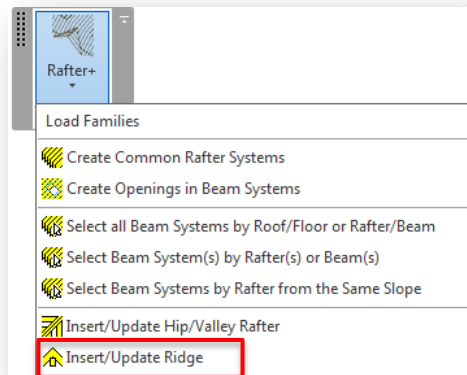 Rafter+
Load Families
Create Common Rafter Systems
Create Openings in Beam Systems
Select all Beam Systems by Roof/Floor or Rafter/Beam
Select Beam System(s) by Rafter(s) or Beam(s)
Select Beam Systems by Rafter from the Same Slope
Insert/Update Hip/Valley Rafter
Insert/Update Ridge